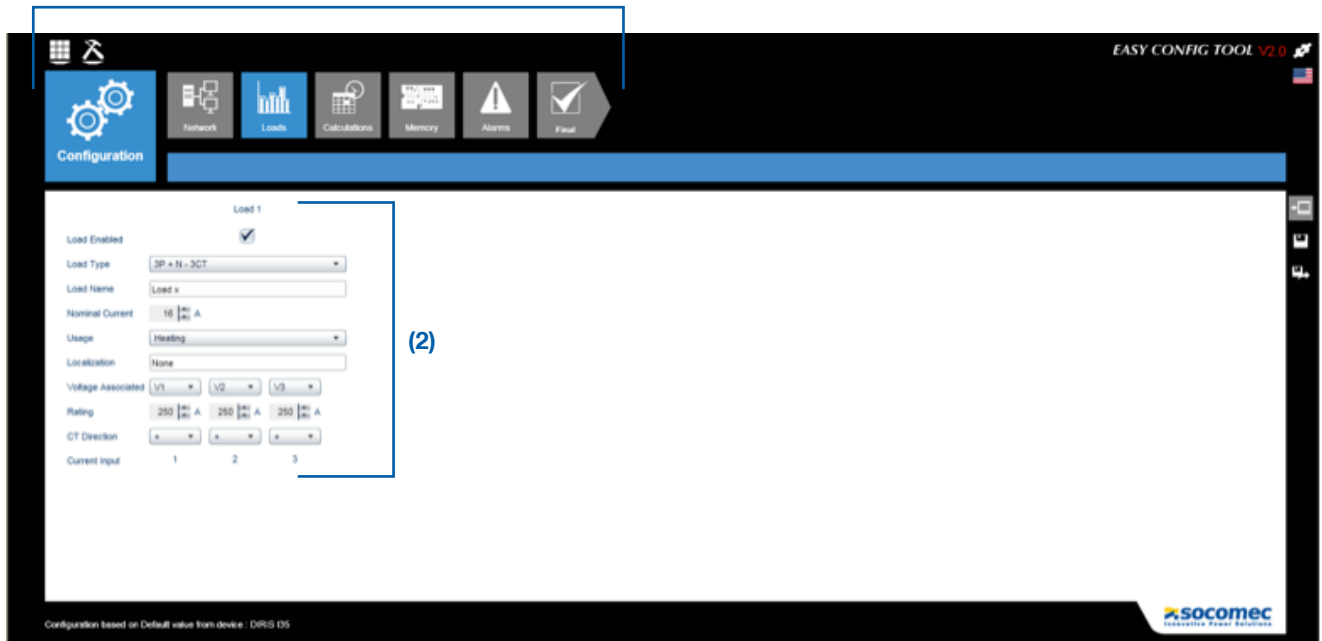 EASY CONFIG TOOL V2.0
Configuration
Network
Loads
Calculations
Memory
Alarms
Final
Load 1
Load Enabled
Load Type 3P + N - 3CT
Load Name Load x
Nominal Current 16 A
Usage Heating
Localization None
Voltage Associated V1 V2 V3
Rating 250 A 250 A 250 A
CT Direction + + +
Current Input 1 2 3
(2)
Configuration based on Default value from device : DIRIS I35
socomec
Innovative Power Solutions